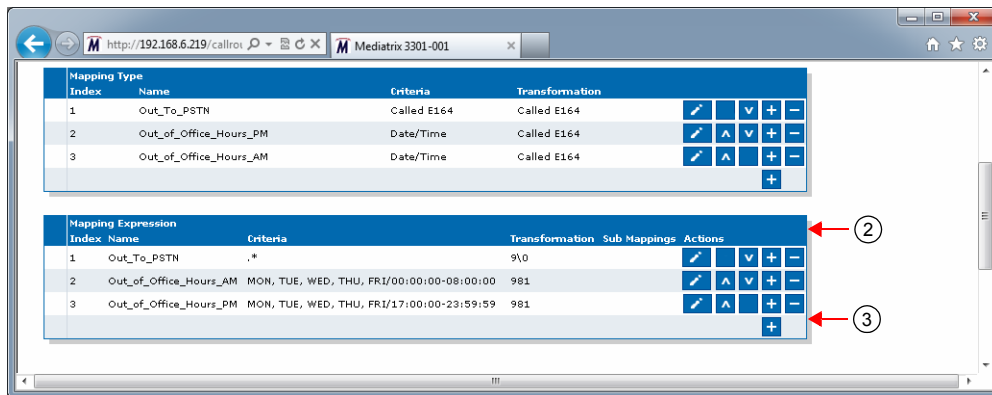 http://192.168.6.219/callrou
Mediatrix 3301-001
Mapping Type
Index Name Criteria Transformation
1 Out_To_PSTN Called E164 Called E164
2 Out_of_Office_Hours_PM Date/Time Called E164
3 Out_of_Office_Hours_AM Date/Time Called E164
Mapping Expression
Index Name Criteria Transformation Sub Mappings Actions
1 Out_To_PSTN .* 9\0
2 Out_of_Office_Hours_AM MON, TUE, WED, THU, FRI/00:00:00-08:00:00 981
3 Out_of_Office_Hours_PM MON, TUE, WED, THU, FRI/17:00:00-23:59:59 981
2
3